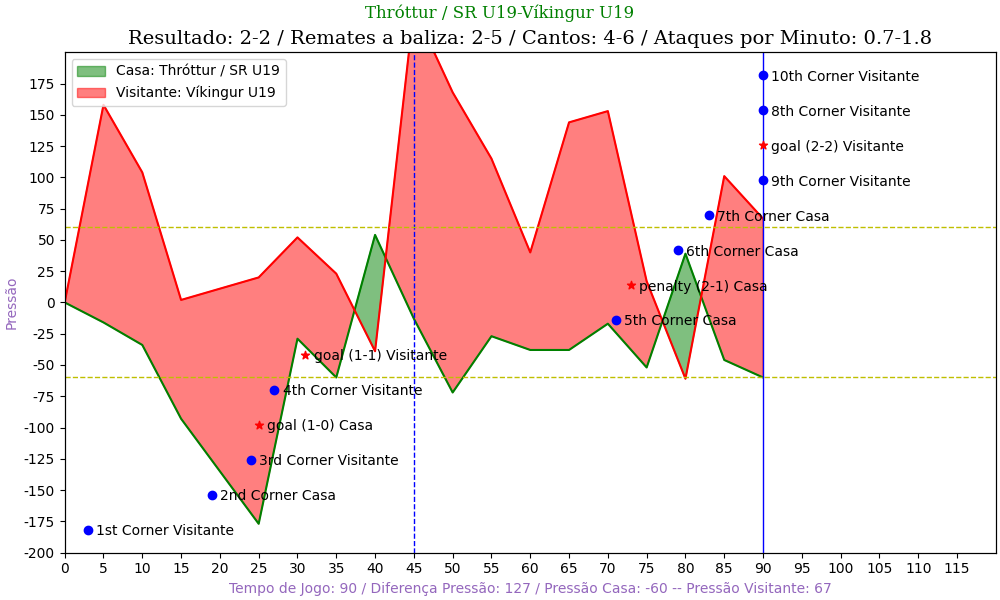 Thróttur / SR U19-Víkingur U19
Resultado: 2-2 / Remates a baliza: 2-5 / Cantos: 4-6 / Ataques por Minuto: 0.7-1.8
Casa: Thróttur / SR U19
Visitante: Víkingur U19
10th Corner Visitante
8th Corner Visitante
goal (2-2) Visitante
9th Corner Visitante
7th Corner Casa
6th Corner Casa
penalty (2-1) Casa
5th Corner Casa
goal (1-1) Visitante
4th Corner Visitante
goal (1-0) Casa
3rd Corner Visitante
2nd Corner Casa
1st Corner Visitante
Pressão
175
150
125
100
75
50
25
0
-25
-50
-75
-100
-125
-150
-175
-200
0 5 10 15 20 25 30 35 40 45 50 55 60 65 70 75 80 85 90 95 100 105 110 115
Tempo de Jogo: 90 / Diferença Pressão: 127 / Pressão Casa: -60 -- Pressão Visitante: 67